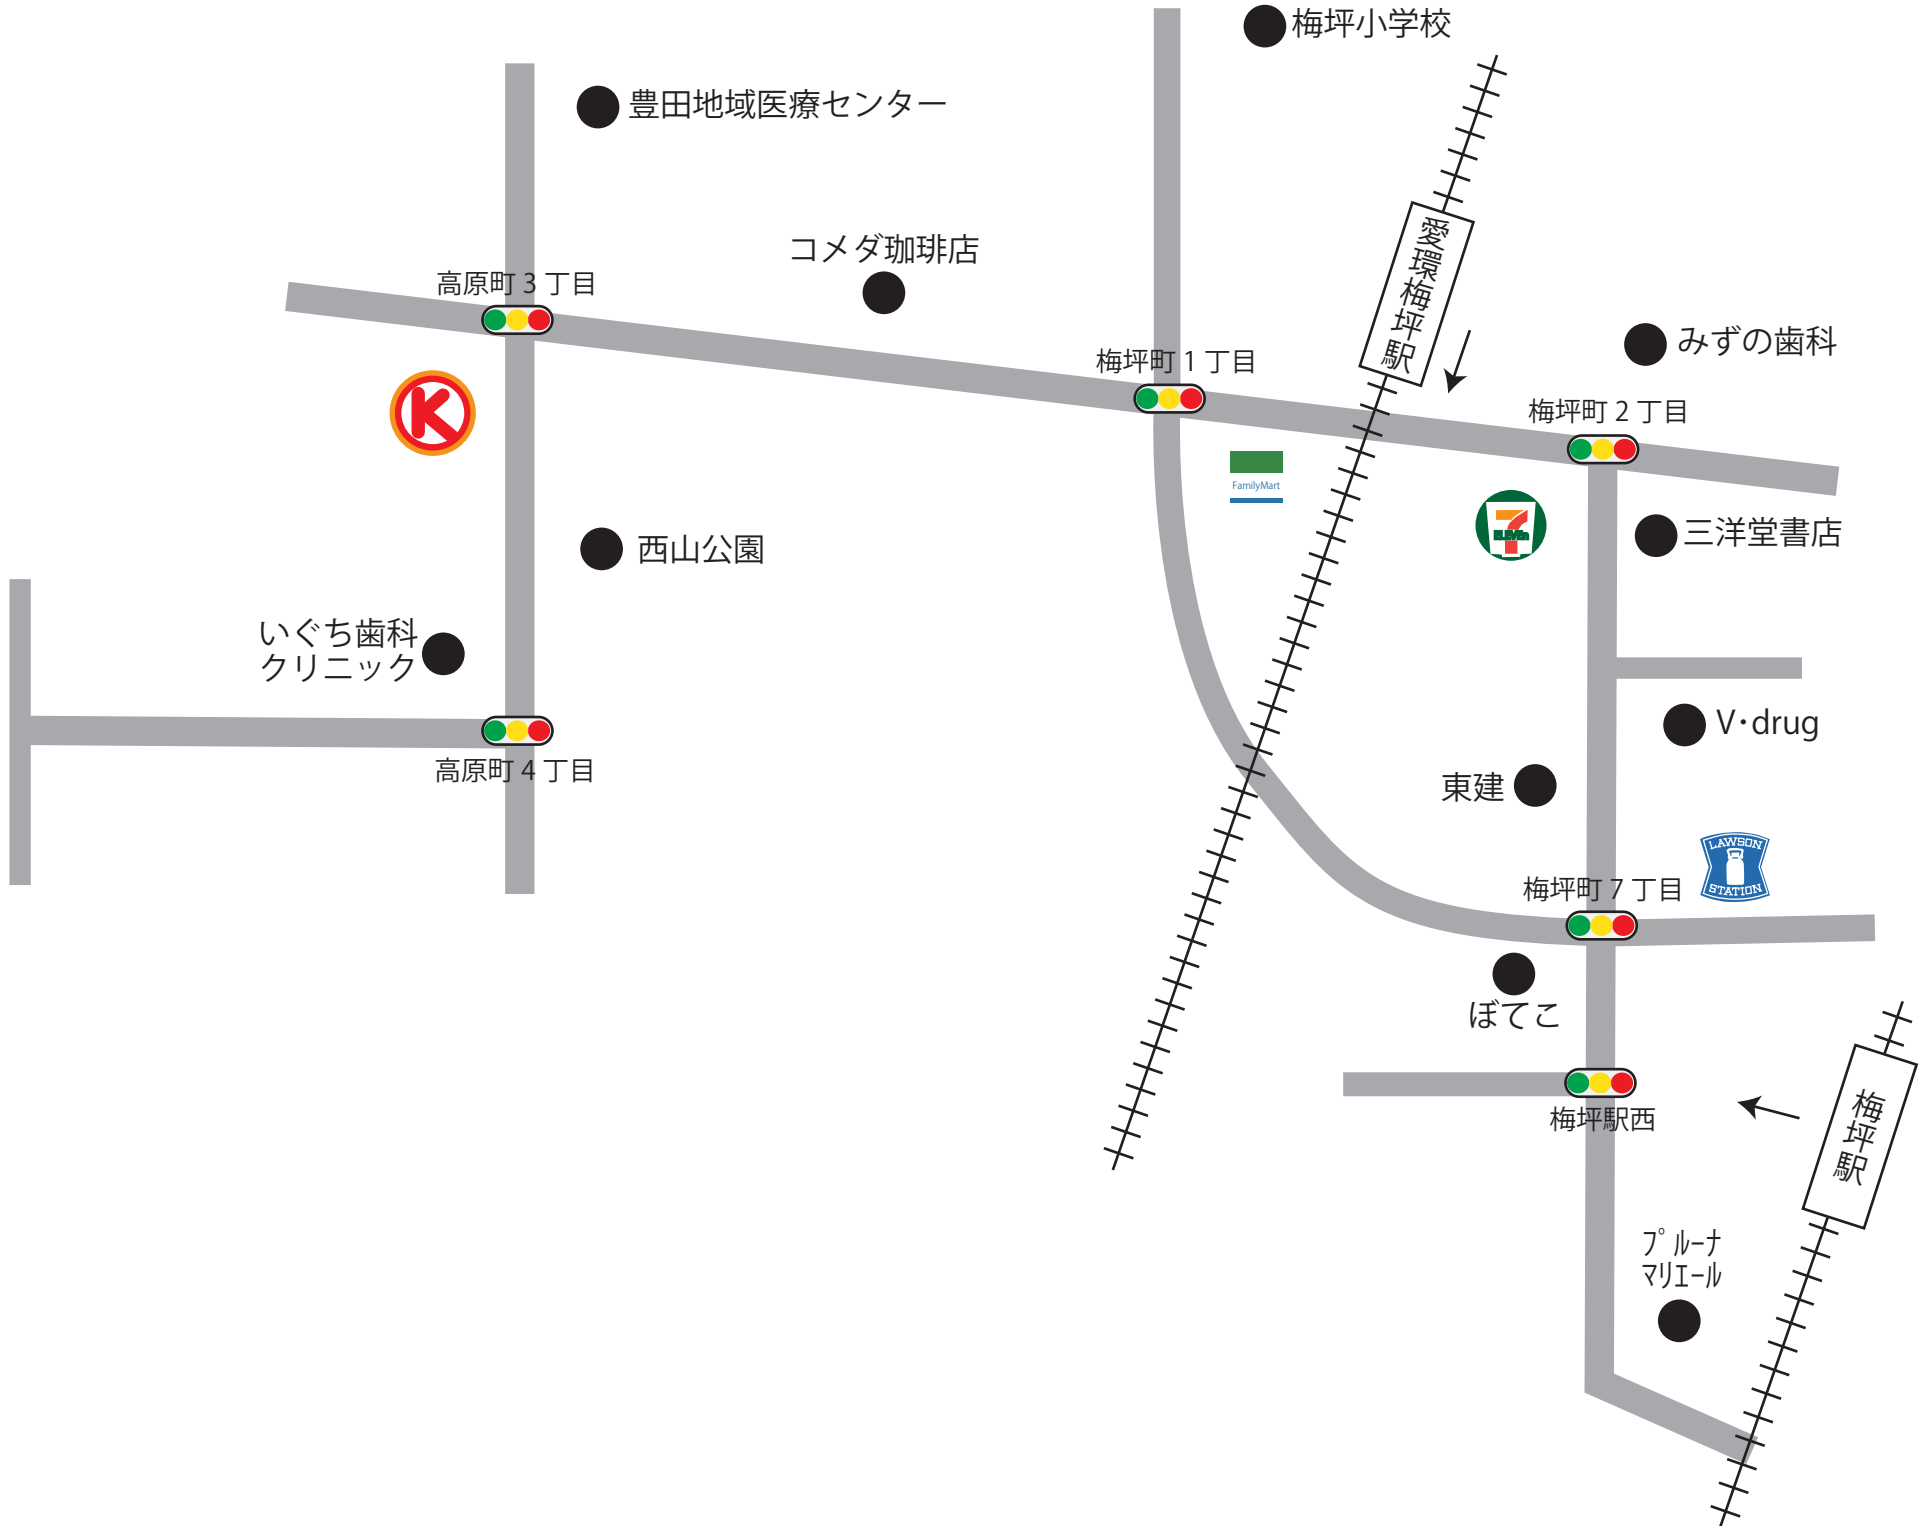 梅坪小学校
豊田地域医療センター
愛環梅坪駅
コメダ珈琲店
高原町 3 丁目
みずの歯科
梅坪町 1 丁目
梅坪町 2 丁目
K
FamilyMart
7
ELEVEn
三洋堂書店
西山公園
いぐち歯科
クリニック
V・drug
高原町 4 丁目
東建
LAWSON
STATION
梅坪町 7 丁目
ぼてこ
梅坪駅
梅坪駅西
プルーナ
マリエール